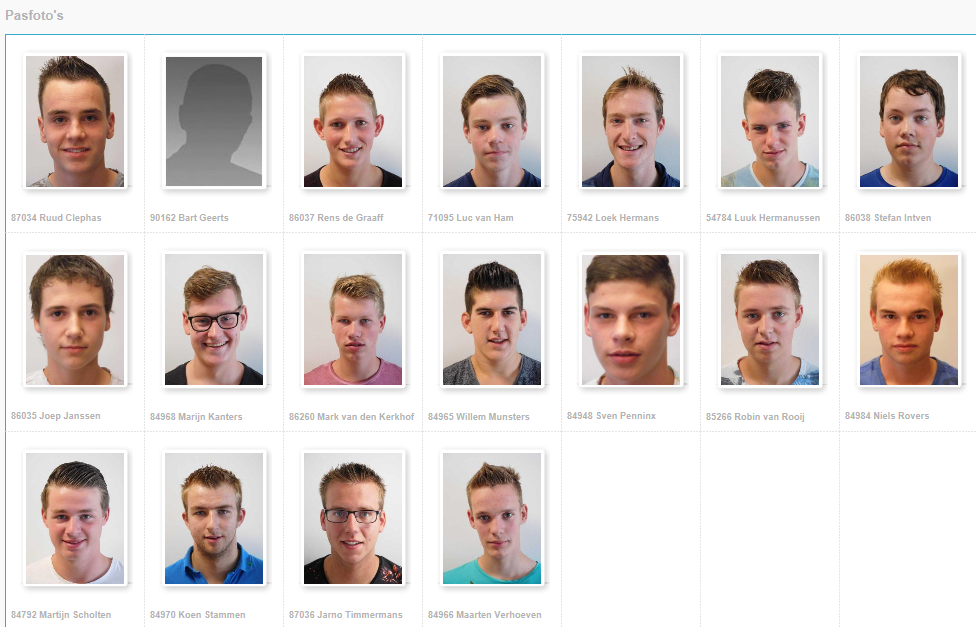 Pasfoto's
87034 Ruud Clephas
90162 Bart Geerts
86037 Rens de Graaff
71095 Luc van Ham
75942 Loek Hermans
54784 Luuk Hermanussen
86038 Stefan Intven
86035 Joep Janssen
84968 Marijn Kanters
86260 Mark van den Kerkhof
84965 Willem Munsters
84948 Sven Penninx
85266 Robin van Rooij
84984 Niels Rovers
84792 Martijn Scholten
84970 Koen Stammen
87036 Jarno Timmermans
84966 Maarten Verhoeven